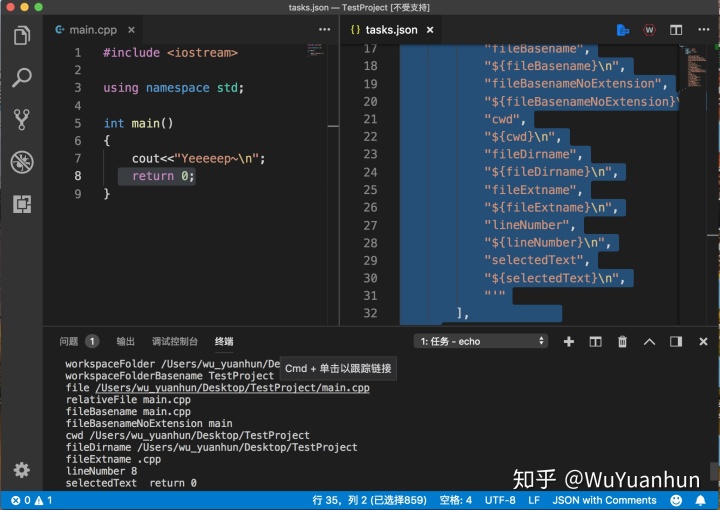 tasks.json — TestProject [不受支持]
main.cpp ×
{} tasks.json ×
1 #include <iostream>
2
3 using namespace std;
4
5 int main()
6 {
7 cout<<"Yeeeeep~\n";
8 return 0;
9 }
17 "fileBasename",
18 "${fileBasename}\n",
19 "fileBasenameNoExtension",
20 "${fileBasenameNoExtension}\
21 "cwd",
22 "${cwd}\n",
23 "fileDirname",
24 "${fileDirname}\n",
25 "fileExtname",
26 "${fileExtname}\n",
27 "lineNumber",
28 "${lineNumber}\n",
29 "selectedText",
30 "${selectedText}\n",
31 "'"
32 ],
问题 1 输出 调试控制台 终端
1: 任务 - echo
workspaceFolder /Users/wu_yuanhun/De
Cmd + 单击以跟踪链接
workspaceFolderBasename TestProject
file /Users/wu_yuanhun/Desktop/TestProject/main.cpp
relativeFile main.cpp
fileBasename main.cpp
fileBasenameNoExtension main
cwd /Users/wu_yuanhun/Desktop/TestProject
fileDirname /Users/wu_yuanhun/Desktop/TestProject
fileExtname .cpp
lineNumber 8
selectedText return 0
知乎 @WuYuanhun
0 1 行 35，列 2 (已选择859) 空格: 4 UTF-8 LF JSON with Comments